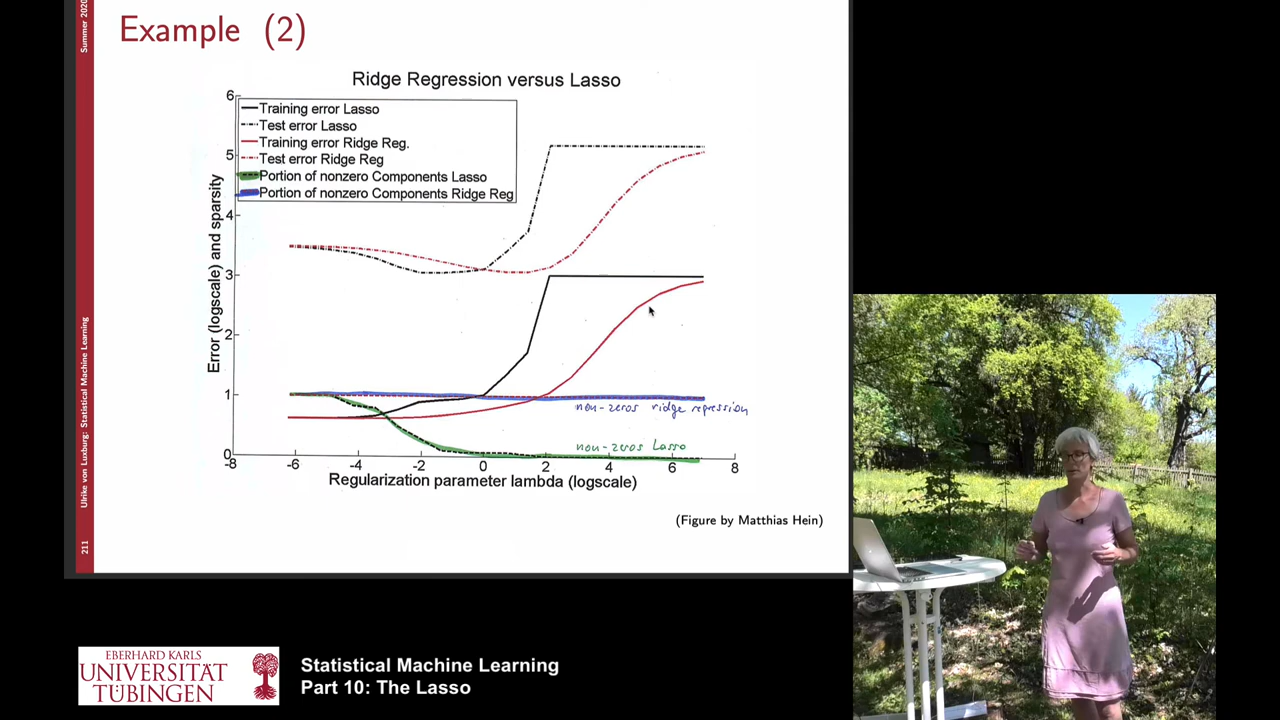 Summer 2020
Ulrike von Luxburg: Statistical Machine Learning
211
Example (2)
Ridge Regression versus Lasso
Training error Lasso
Test error Lasso
Training error Ridge Reg.
Test error Ridge Reg
Portion of nonzero Components Lasso
Portion of nonzero Components Ridge Reg
Error (logscale) and sparsity
6
5
4
3
2
1
0
non-zeros ridge regression
non-zeros Lasso
-8 -6 -4 -2 0 2 4 6 8
Regularization parameter lambda (logscale)
(Figure by Matthias Hein)
EBERHARD KARLS
UNIVERSITÄT
TÜBINGEN
Statistical Machine Learning
Part 10: The Lasso